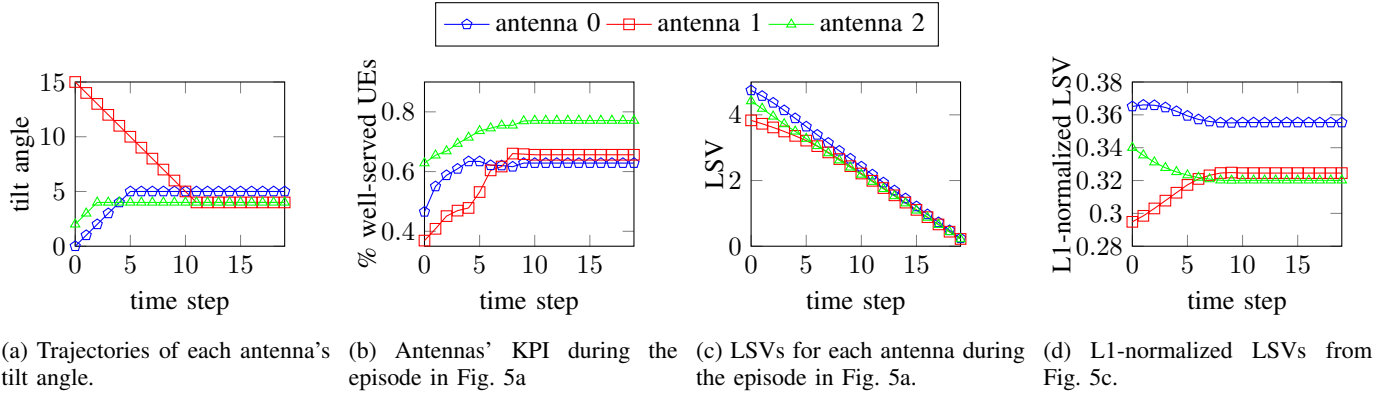 antenna 0 antenna 1 antenna 2
15
10
5
0
0 5 10 15
tilt angle
time step
0.8
0.6
0.4
0 5 10 15
% well-served UEs
time step
4
2
0
0 5 10 15
LSV
time step
0.38
0.36
0.34
0.32
0.3
0.28
0 5 10 15
L1-normalized LSV
time step
(a) Trajectories of each antenna's
tilt angle.
(b) Antennas' KPI during the
episode in Fig. 5a
(c) LSVs for each antenna during
the episode in Fig. 5a.
(d) L1-normalized LSVs from
Fig. 5c.